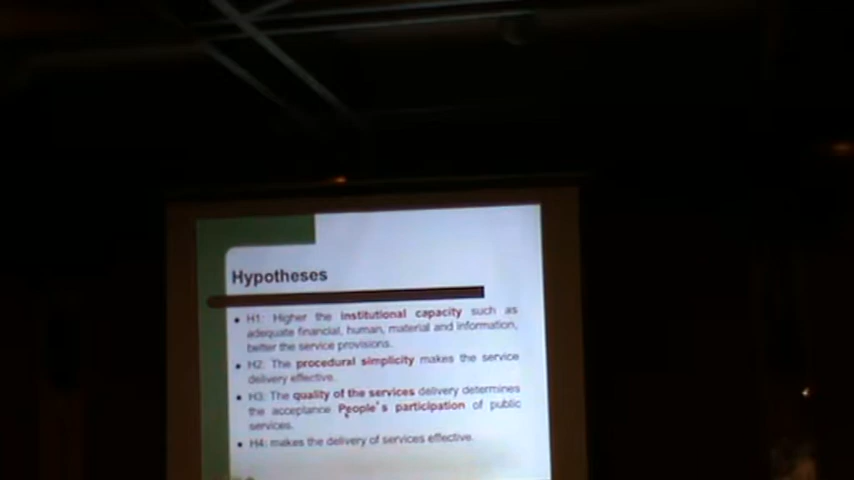 Hypotheses
• H1: Higher the institutional capacity such as
adequate financial, human, material and information,
better the service provisions.
• H2: The procedural simplicity makes the service
delivery effective.
• H3: The quality of the services delivery determines
the acceptance People's participation of public
services.
• H4: makes the delivery of services effective.